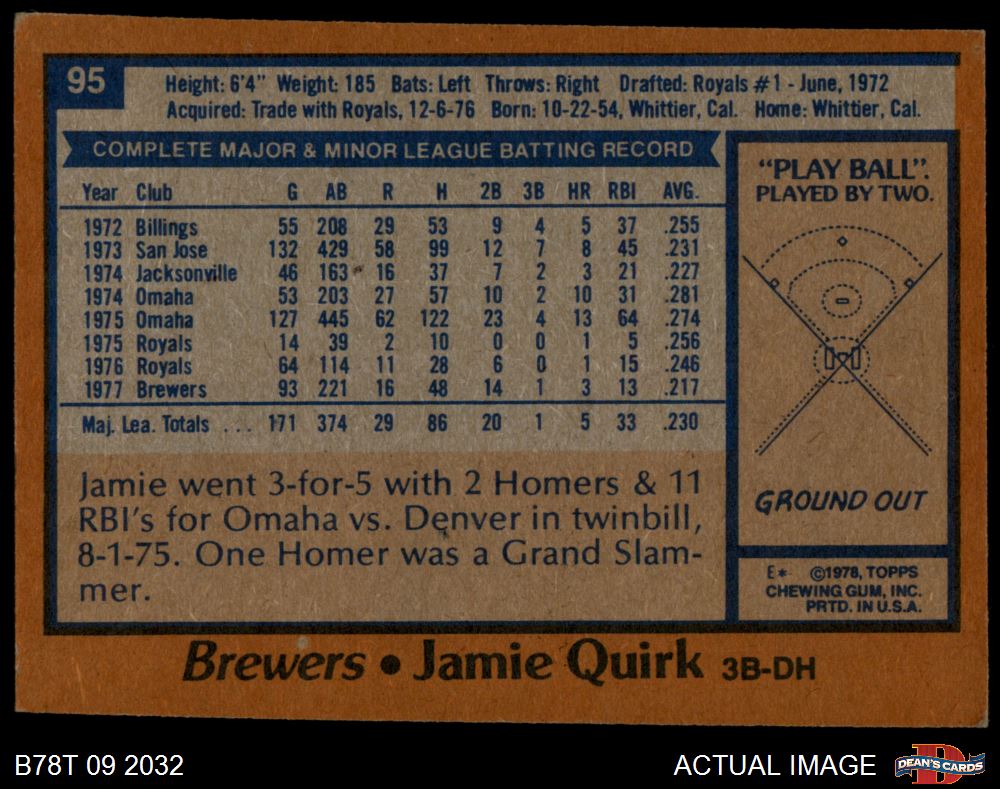 95
Height: 6'4" Weight: 185 Bats: Left Throws: Right Drafted: Royals #1 - June, 1972
Acquired: Trade with Royals, 12-6-76 Born: 10-22-54, Whittier, Cal. Home: Whittier, Cal.
COMPLETE MAJOR & MINOR LEAGUE BATTING RECORD
Year Club G AB R H 2B 3B HR RBI AVG.
1972 Billings 55 208 29 53 9 4 5 37 .255
1973 San Jose 132 429 58 99 12 7 8 45 .231
1974 Jacksonville 46 163 16 37 7 2 3 21 .227
1974 Omaha 53 203 27 57 10 2 10 31 .281
1975 Omaha 127 445 62 122 23 4 13 64 .274
1975 Royals 14 39 2 10 0 0 1 5 .256
1976 Royals 64 114 11 28 6 0 1 15 .246
1977 Brewers 93 221 16 48 14 1 3 13 .217
Maj. Lea. Totals . . . 171 374 29 86 20 1 5 33 .230
Jamie went 3-for-5 with 2 Homers & 11
RBI's for Omaha vs. Denver in twinbill,
8-1-75. One Homer was a Grand Slam-
mer.
"PLAY BALL".
PLAYED BY TWO.
GROUND OUT
E* ©1978, TOPPS
CHEWING GUM, INC.
PRTD. IN U.S.A.
Brewers • Jamie Quirk 3B-DH
B78T 09 2032
ACTUAL IMAGE
D
DEAN'S CARDS